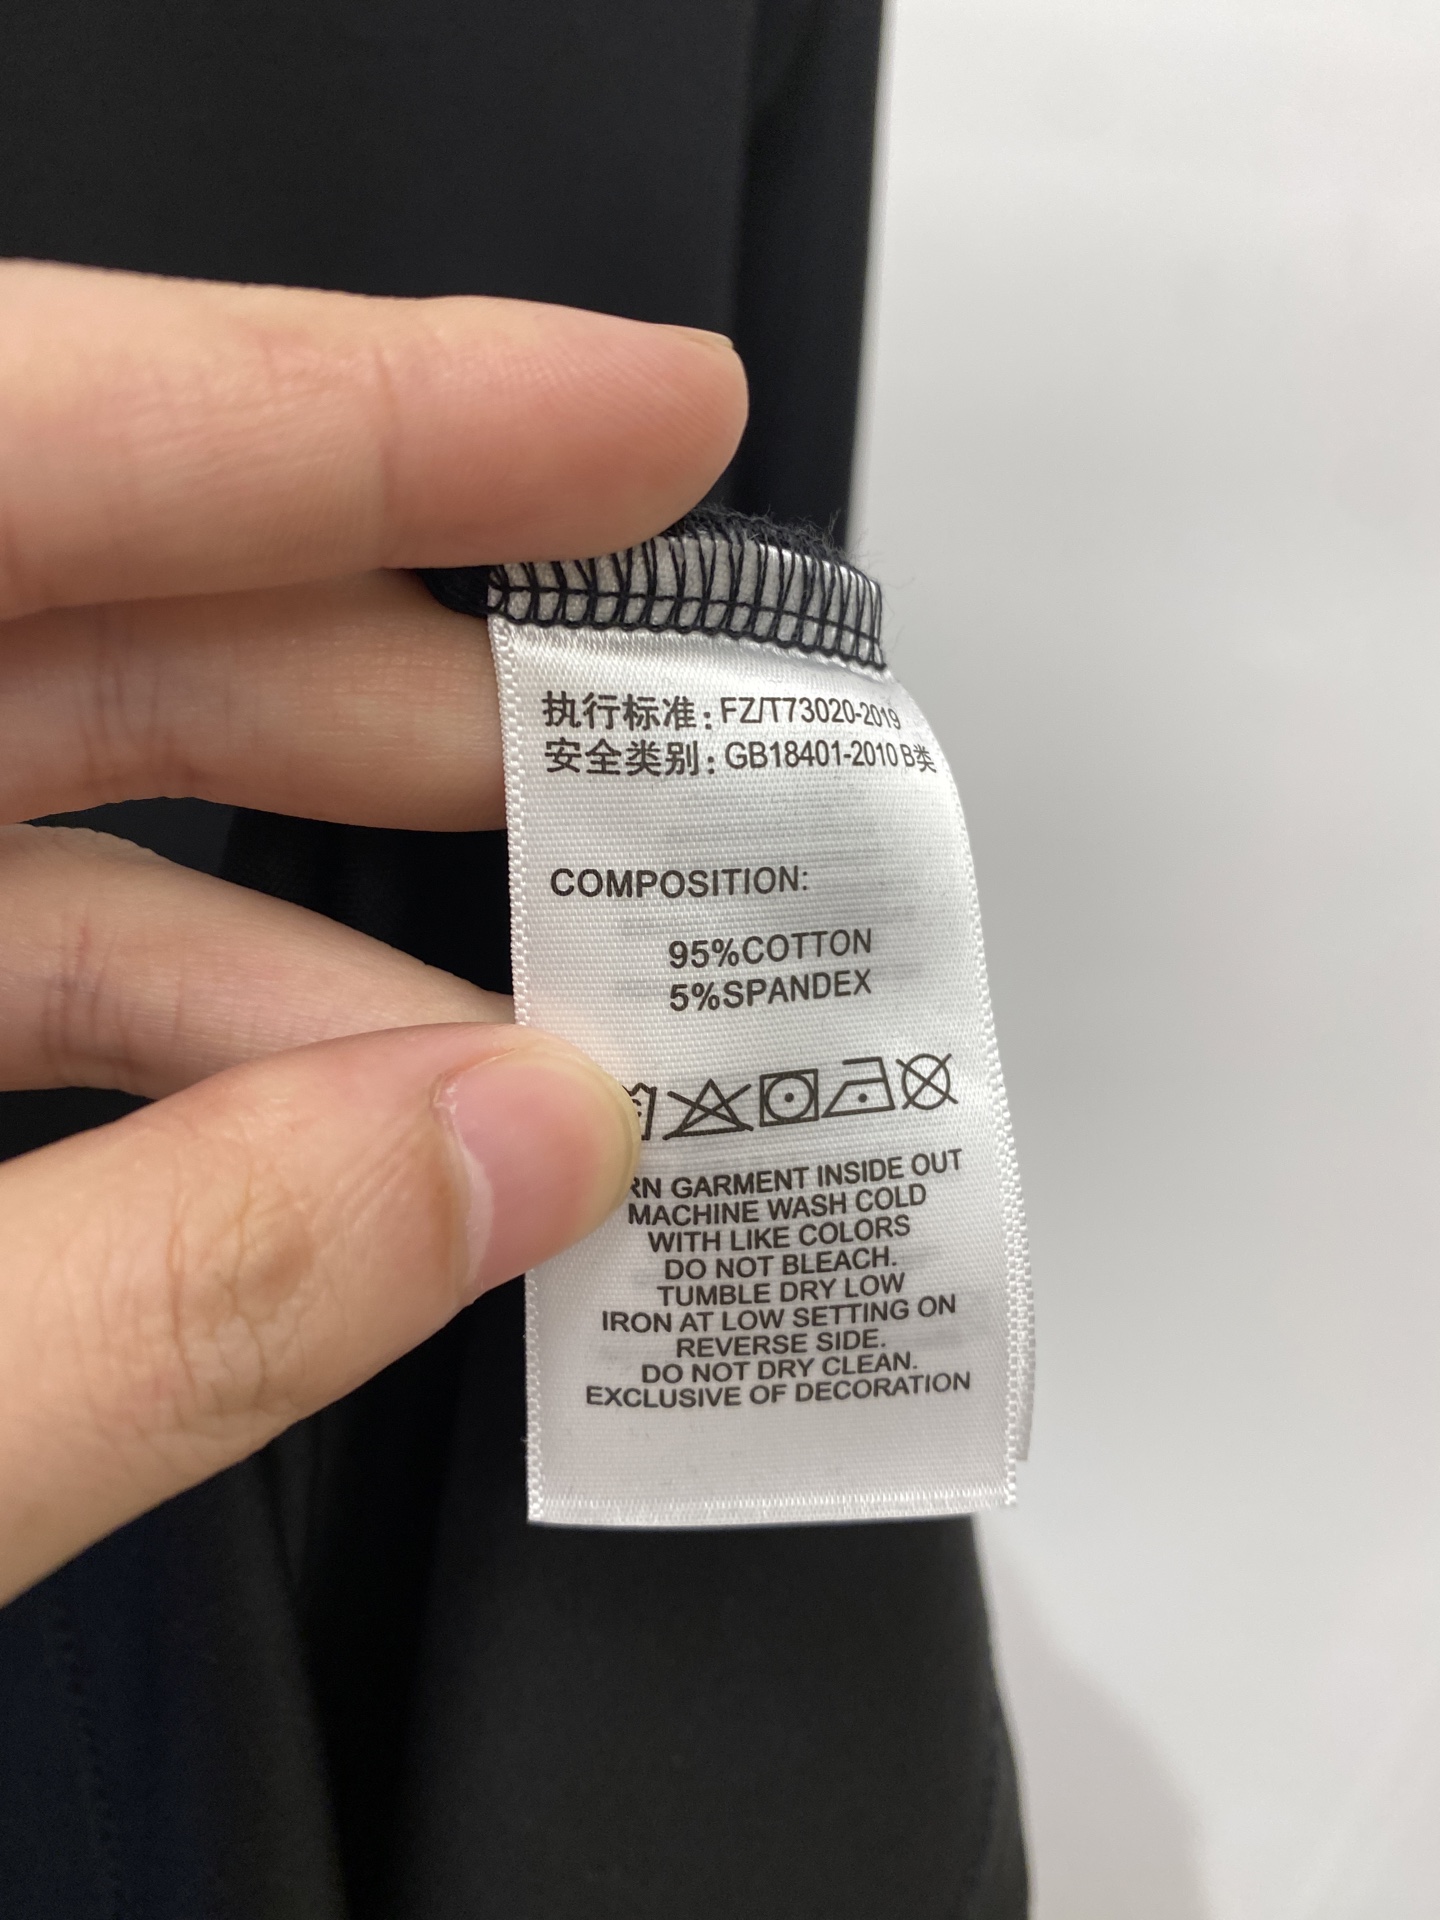 执行标准: FZ/T73020-2019
安全类别: GB18401-2010 B类
COMPOSITION:
95%COTTON
5%SPANDEX
GARMENT INSIDE OUT
MACHINE WASH COLD
WITH LIKE COLORS
DO NOT BLEACH.
TUMBLE DRY LOW
IRON AT LOW SETTING ON
REVERSE SIDE.
DO NOT DRY CLEAN.
EXCLUSIVE OF DECORATION